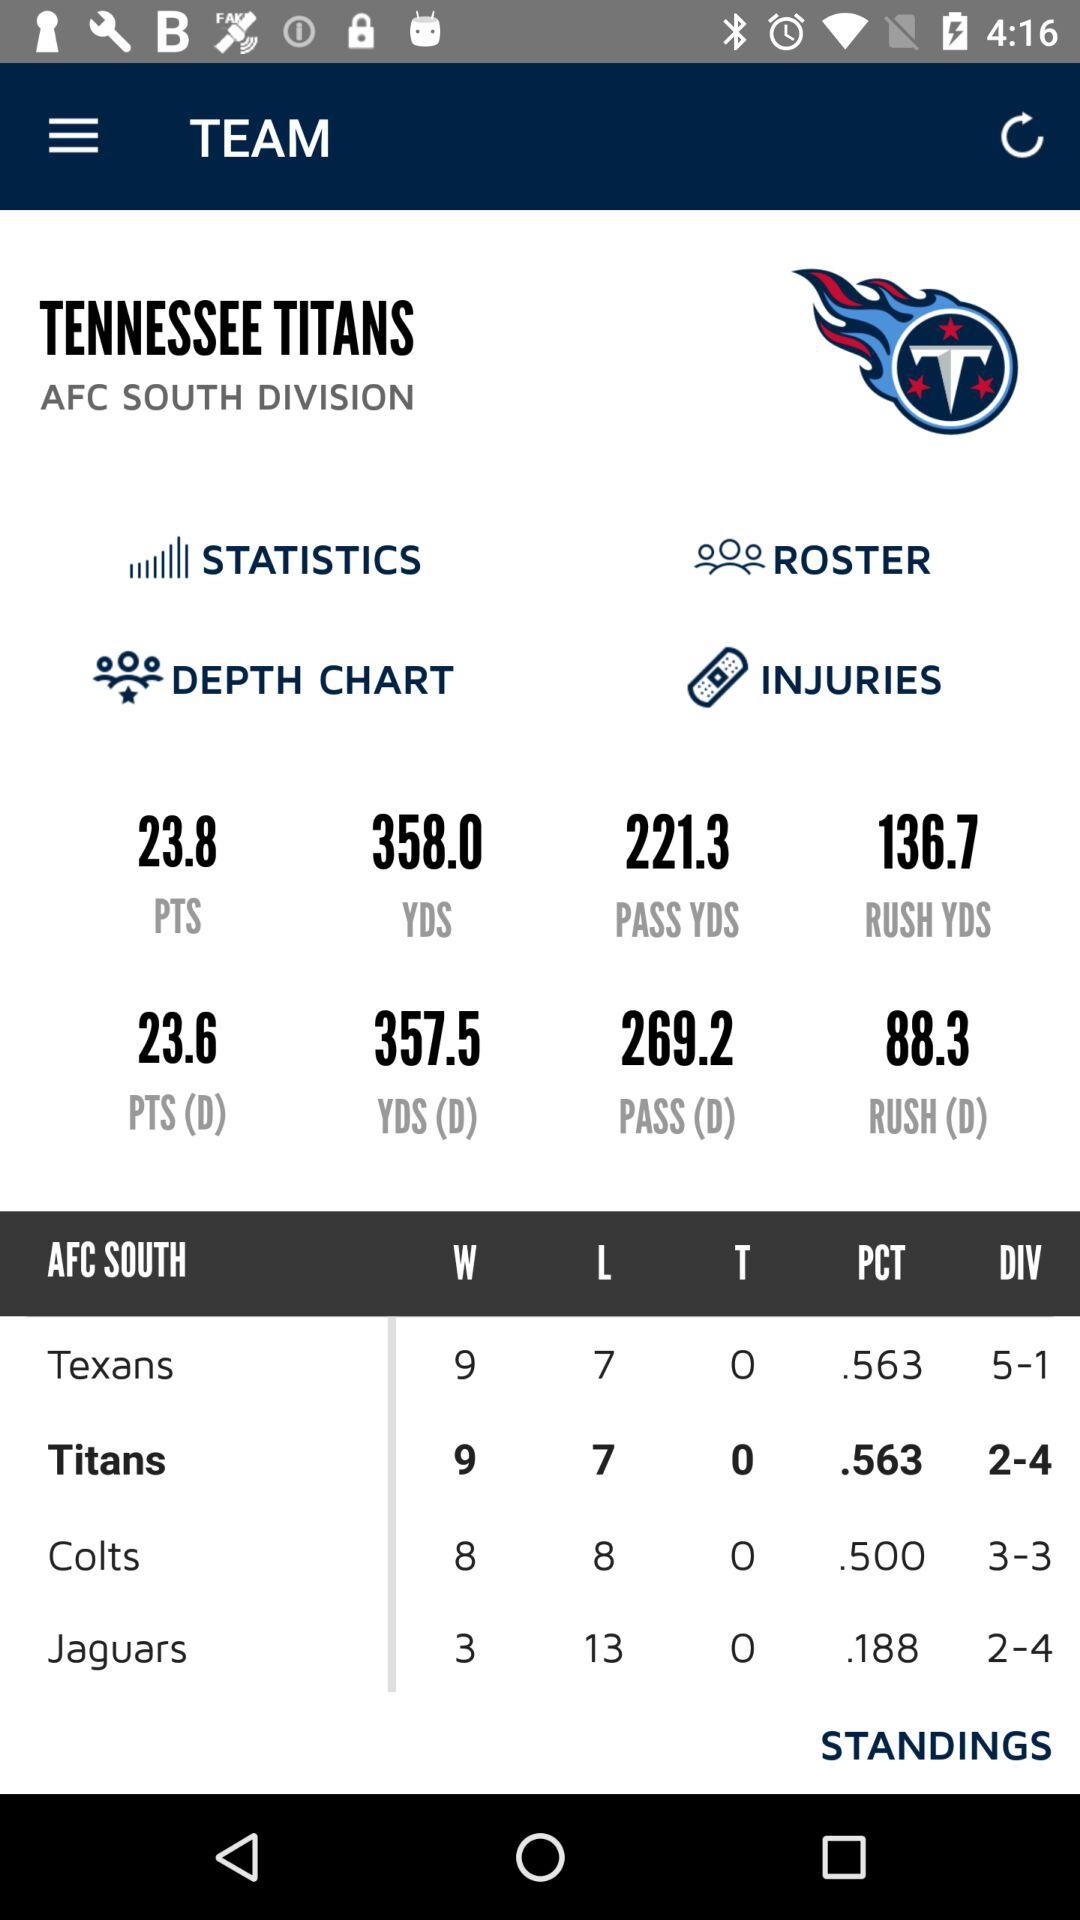 B FAKE 4:16
TEAM
TENNESSEE TITANS
AFC SOUTH DIVISION
T
STATISTICS ROSTER
DEPTH CHART INJURIES
23.8 358.0 221.3 136.7
PTS YDS PASS YDS RUSH YDS
23.6 357.5 269.2 88.3
PTS (D) YDS (D) PASS (D) RUSH (D)
AFC SOUTH W L T PCT DIV
Texans 9 7 0 .563 5-1
Titans 9 7 0 .563 2-4
Colts 8 8 0 .500 3-3
Jaguars 3 13 0 .188 2-4
STANDINGS